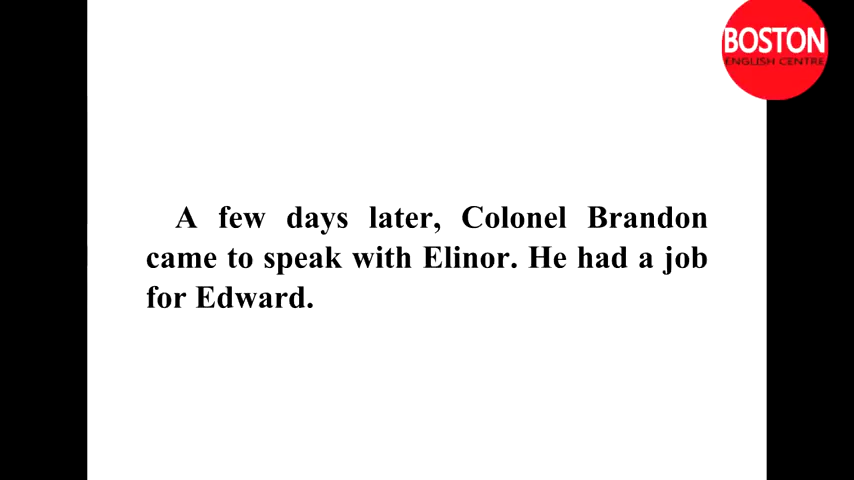 BOSTON
ENGLISH CENTRE
A few days later, Colonel Brandon
came to speak with Elinor. He had a job
for Edward.